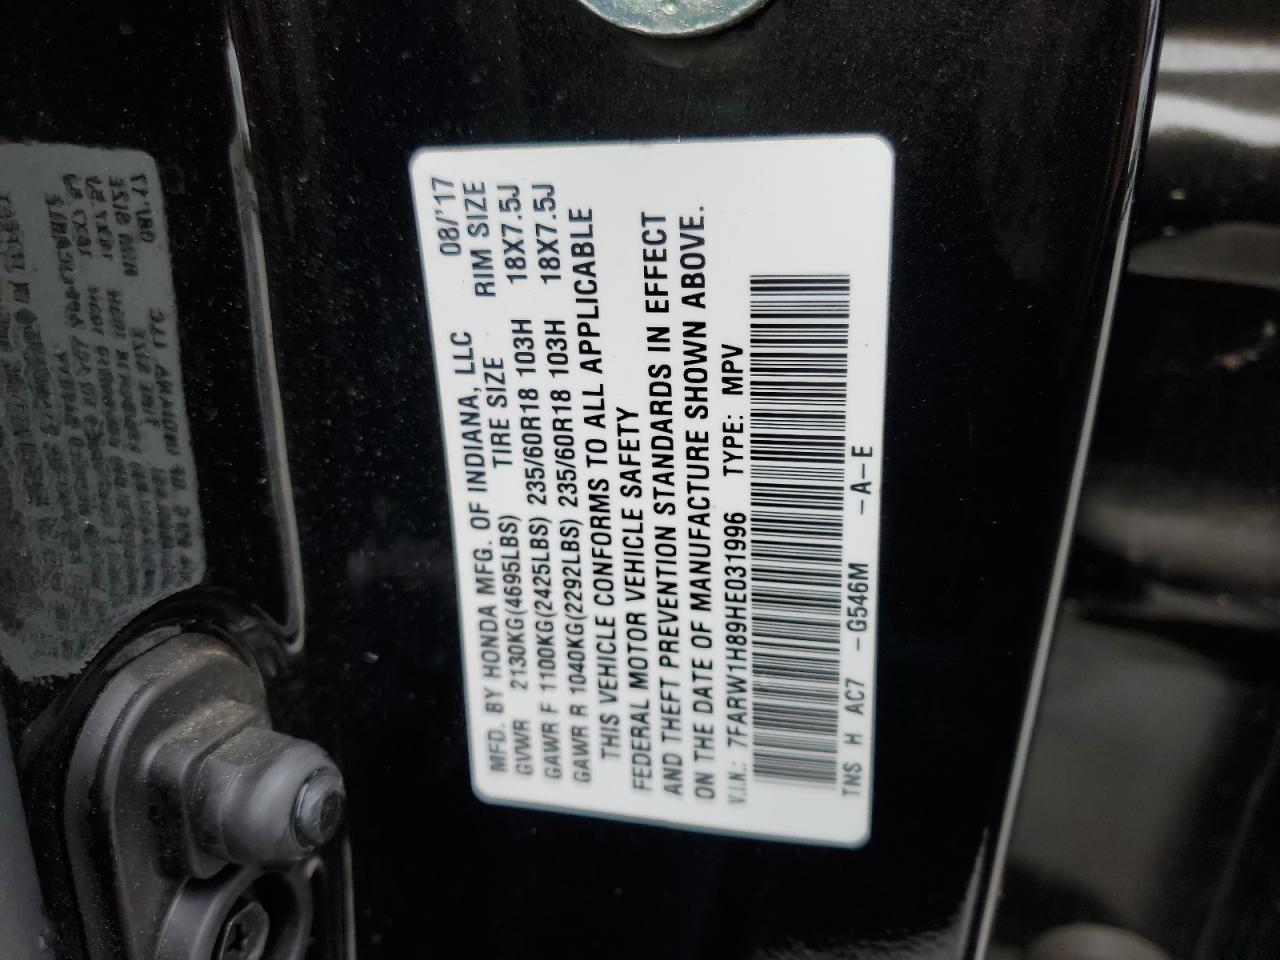 MFD. BY HONDA MFG. OF INDIANA, LLC 08/'17
TIRE SIZE RIM SIZE
GVWR 2130KG(4695LBS)
GAWR F 1100KG(2425LBS) 235/60R18 103H 18X7.5J
GAWR R 1040KG(2292LBS) 235/60R18 103H 18X7.5J
THIS VEHICLE CONFORMS TO ALL APPLICABLE
FEDERAL MOTOR VEHICLE SAFETY
AND THEFT PREVENTION STANDARDS IN EFFECT
ON THE DATE OF MANUFACTURE SHOWN ABOVE.
V.I.N.: 7FARW1H89HE031996 TYPE: MPV
TNS H AC7 -G546M -A-E